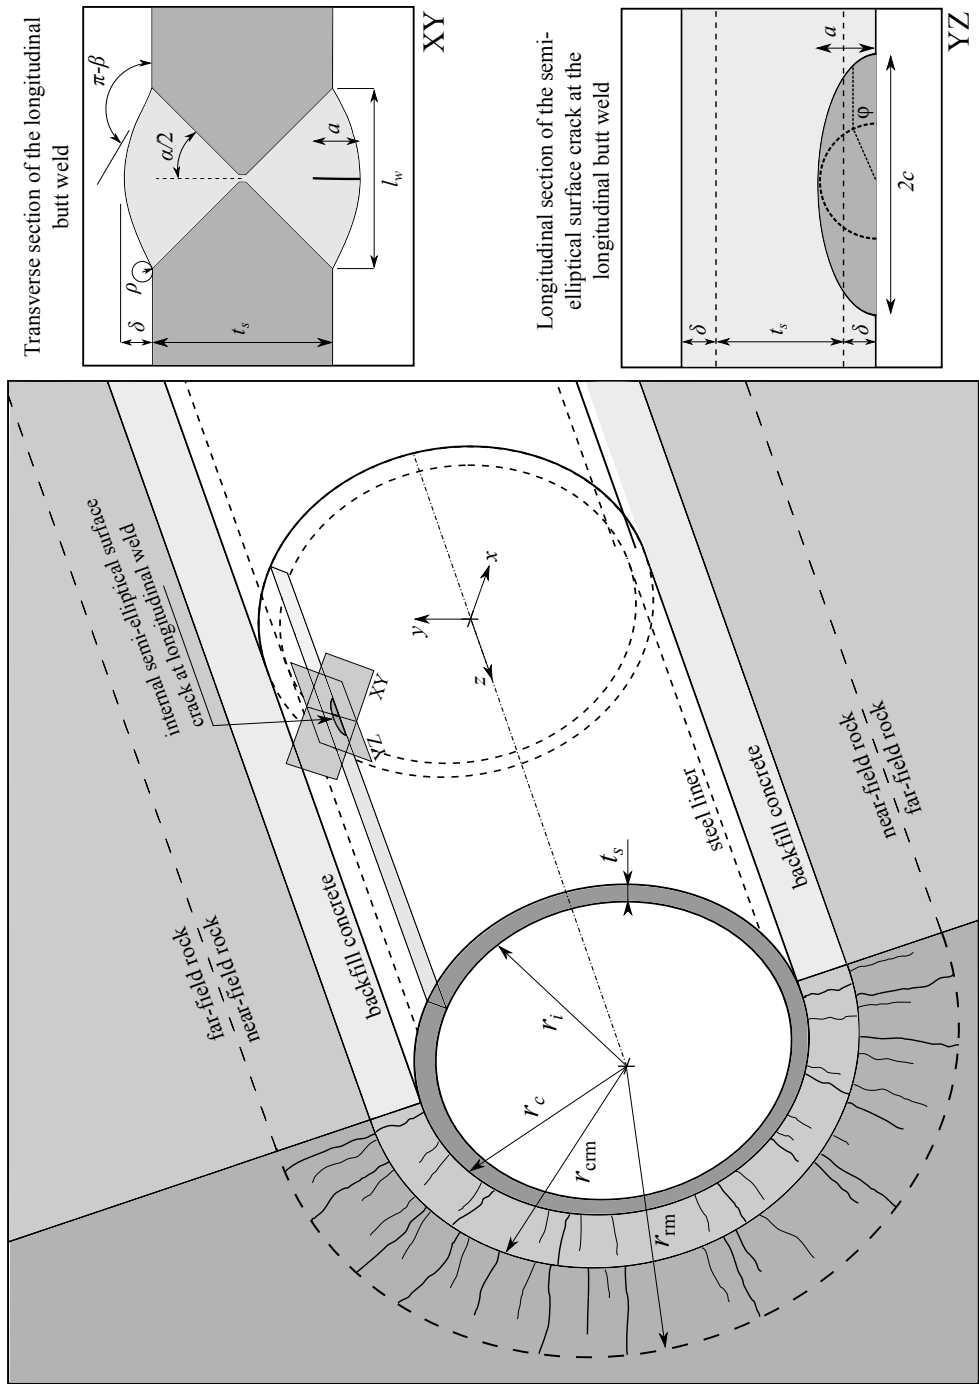 Transverse section of the longitudinal
butt weld
π-β
α/2
ρ
δ
t_s
a
l_w
XY
Longitudinal section of the semi-
elliptical surface crack at the
longitudinal butt weld
δ
t_s
δ
a
φ
2c
YZ
internal semi-elliptical surface
crack at longitudinal weld
far-field rock
near-field rock
backfill concrete
YZ
XY
y
x
z
steel liner
backfill concrete
near-field rock
far-field rock
t_s
r_i
r_c
r_crm
r_rm